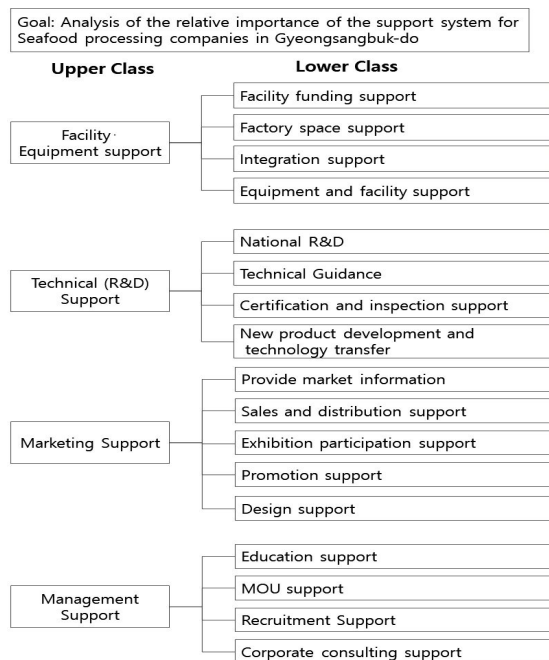 Goal: Analysis of the relative importance of the support system for
Seafood processing companies in Gyeongsangbuk-do
Upper Class
Lower Class
Facility·
Equipment support
Facility funding support
Factory space support
Integration support
Equipment and facility support
Technical (R&D)
Support
National R&D
Technical Guidance
Certification and inspection support
New product development and
technology transfer
Marketing Support
Provide market information
Sales and distribution support
Exhibition participation support
Promotion support
Design support
Management
Support
Education support
MOU support
Recruitment Support
Corporate consulting support